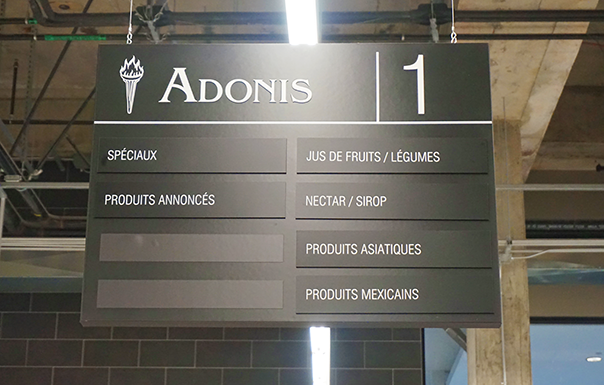 ADONIS
1
SPÉCIAUX
PRODUITS ANNONCÉS
JUS DE FRUITS / LÉGUMES
NECTAR / SIROP
PRODUITS ASIATIQUES
PRODUITS MEXICAINS